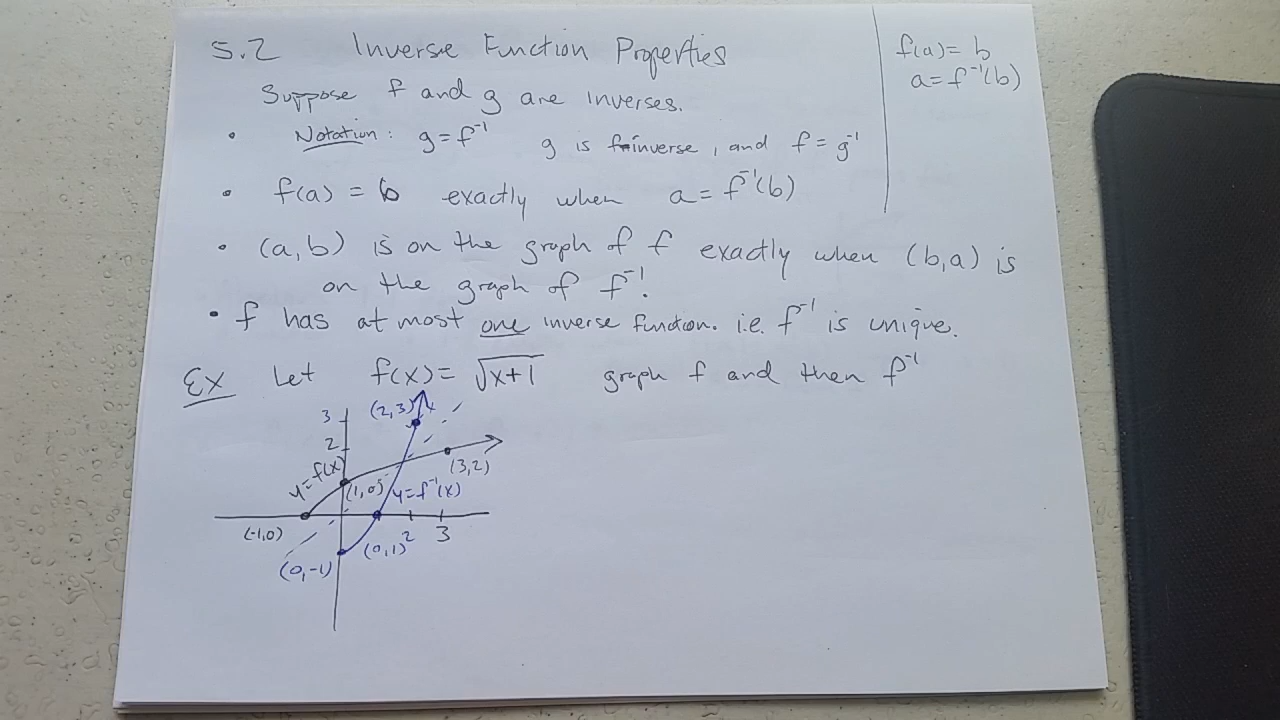 5.2 Inverse Function Properties
f(a) = b
a = f⁻¹(b)
Suppose f and g are inverses.
• Notation: g = f⁻¹ g is f inverse, and f = g⁻¹
• f(a) = b exactly when a = f⁻¹(b)
• (a,b) is on the graph of f exactly when (b,a) is
on the graph of f⁻¹.
• f has at most one inverse function. i.e. f⁻¹ is unique.
Ex Let f(x) = √x+1 graph f and then f⁻¹
3
(2,3)
2
y=f(x)
(3,2)
(1,0)
y=f⁻¹(x)
(-1,0)
(0,1)
2
3
(0,-1)